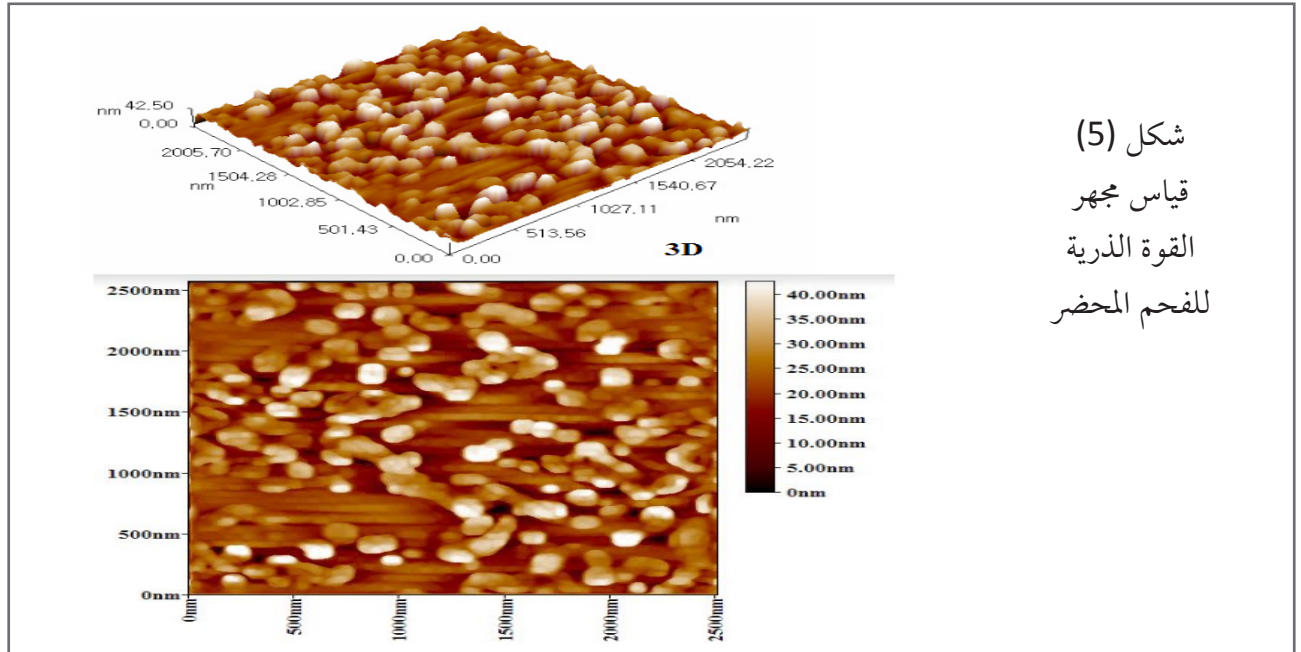 شكل (5)
قياس مجهر
القوة الذرية
للفحم المحضر
nm 42.50
0.00
2005.70
1504.28
nm
1002.85
501.43
0.00
0.00
513.56
1027.11
nm
1540.67
2054.22
3D
2500nm
2000nm
1500nm
1000nm
500nm
0nm
0nm
500nm
1000nm
1500nm
2000nm
2500nm
40.00nm
35.00nm
30.00nm
25.00nm
20.00nm
15.00nm
10.00nm
5.00nm
0nm